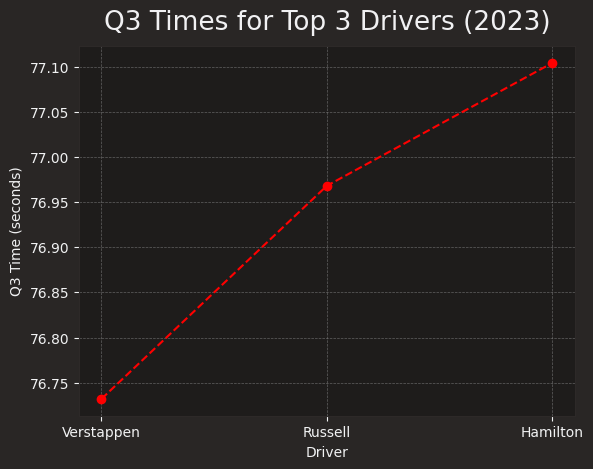 Q3 Times for Top 3 Drivers (2023)
Q3 Time (seconds)
77.10
77.05
77.00
76.95
76.90
76.85
76.80
76.75
Verstappen Russell Hamilton
Driver